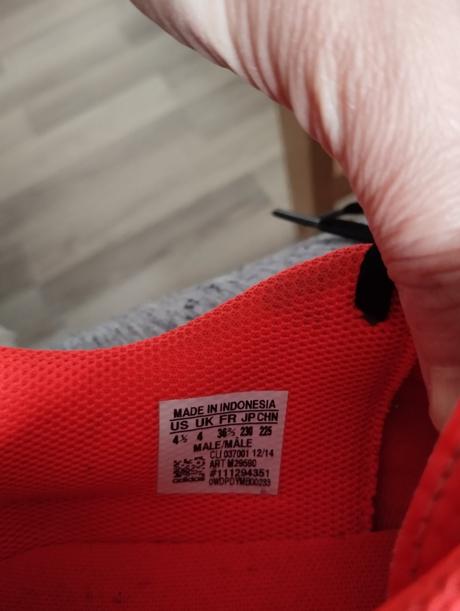 MADE IN INDONESIA
US UK FR JP CHN
4½ 4 36⅔ 230 225
MALE/MÂLE
CLI 037001 12/14
ART M29590
#111294351
adidas 0WDPDYMB00233